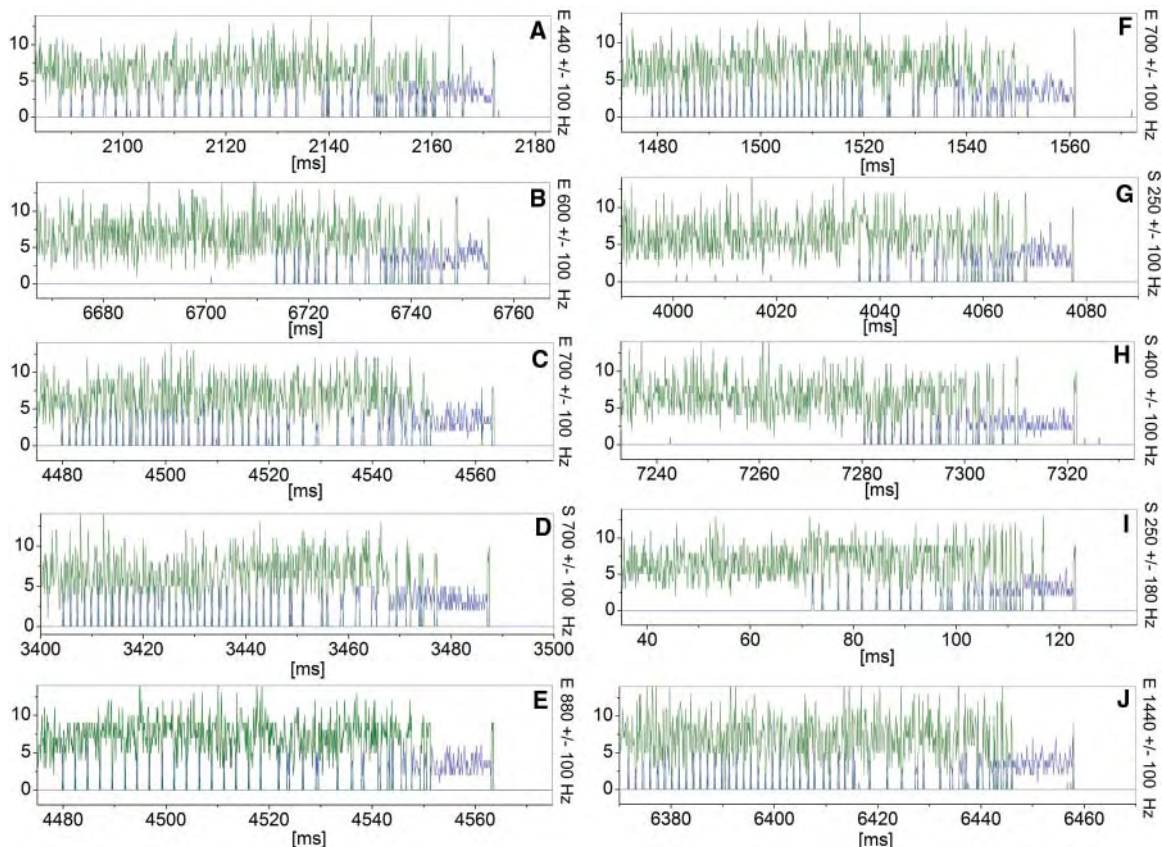 A
10
5
0
2100 2120 2140 2160 2180
[ms]
E 440 +/- 100 Hz
B
10
5
0
6680 6700 6720 6740 6760
[ms]
E 600 +/- 100 Hz
C
10
5
0
4480 4500 4520 4540 4560
[ms]
E 700 +/- 100 Hz
D
10
5
0
3400 3420 3440 3460 3480 3500
[ms]
S 700 +/- 100 Hz
E
10
5
0
4480 4500 4520 4540 4560
[ms]
E 880 +/- 100 Hz
F
10
5
0
1480 1500 1520 1540 1560
[ms]
E 700 +/- 100 Hz
G
10
5
0
4000 4020 4040 4060 4080
[ms]
S 250 +/- 100 Hz
H
10
5
0
7240 7260 7280 7300 7320
[ms]
S 400 +/- 100 Hz
I
10
5
0
40 60 80 100 120
[ms]
S 250 +/- 180 Hz
J
10
5
0
6380 6400 6420 6440 6460
[ms]
E 1440 +/- 100 Hz